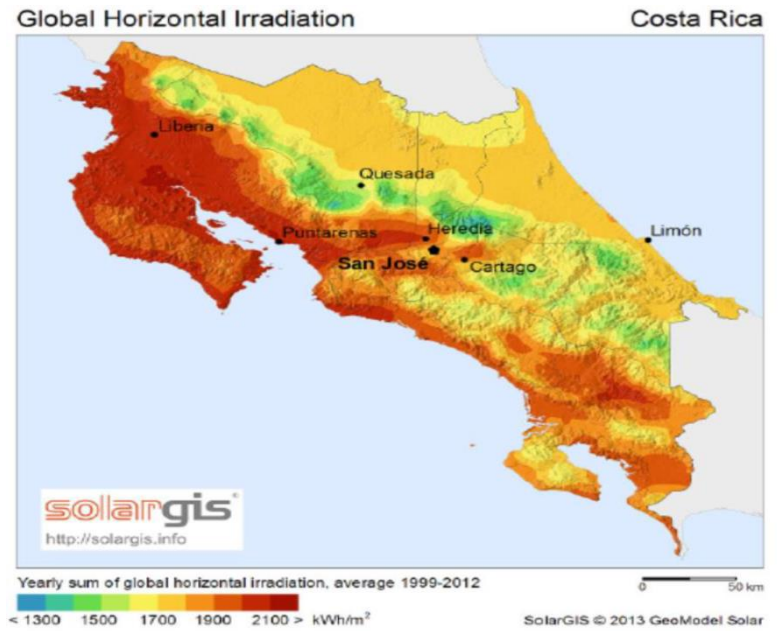 Global Horizontal Irradiation Costa Rica
Liberia
Quesada
Puntarenas
Heredia
Limón
San José
Cartago
solargis
http://solargis.info
Yearly sum of global horizontal irradiation, average 1999-2012
0 50 km
< 1300 1500 1700 1900 2100 > kWh/m²
SolarGIS © 2013 GeoModel Solar